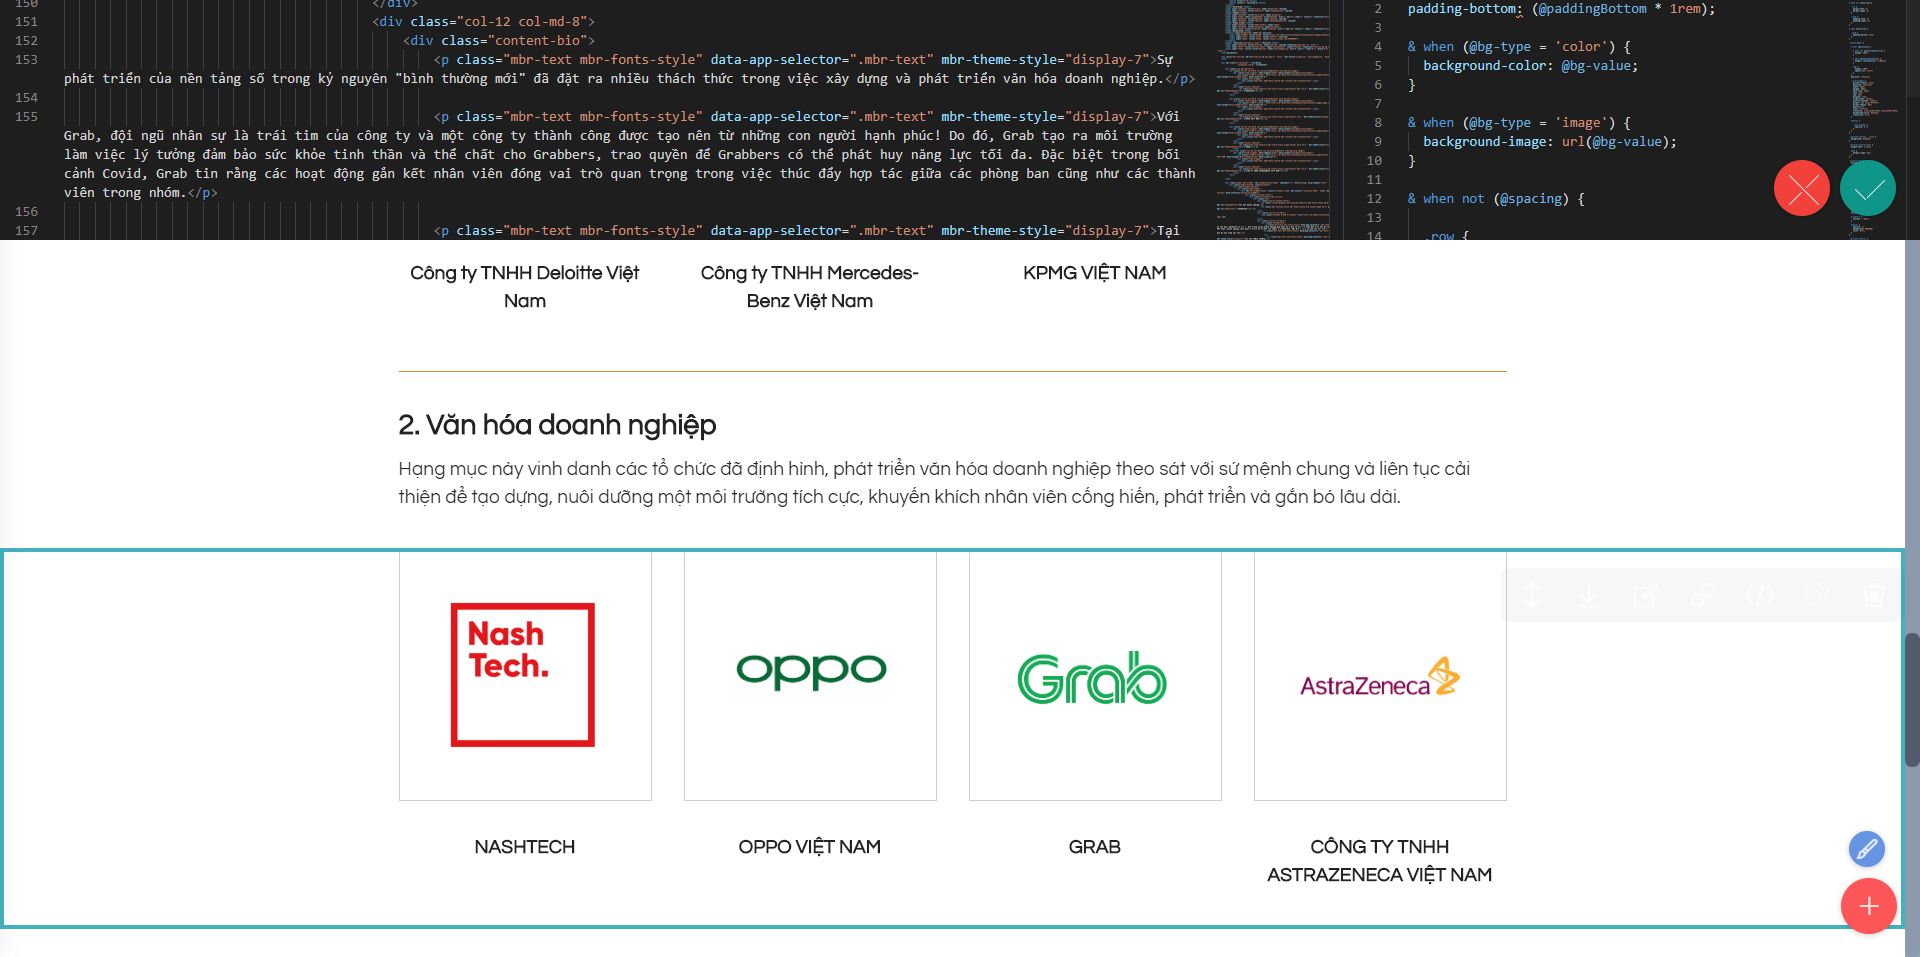 150 </div>
151 <div class="col-12 col-md-8">
152 <div class="content-bio">
153 <p class="mbr-text mbr-fonts-style" data-app-selector=".mbr-text" mbr-theme-style="display-7">Sự
phát triển của nền tảng số trong kỷ nguyên "bình thường mới" đã đặt ra nhiều thách thức trong việc xây dựng và phát triển văn hóa doanh nghiệp.</p>
154
155 <p class="mbr-text mbr-fonts-style" data-app-selector=".mbr-text" mbr-theme-style="display-7">Với
Grab, đội ngũ nhân sự là trái tim của công ty và một công ty thành công được tạo nên từ những con người hạnh phúc! Do đó, Grab tạo ra môi trường
làm việc lý tưởng đảm bảo sức khỏe tinh thần và thể chất cho Grabbers, trao quyền để Grabbers có thể phát huy năng lực tối đa. Đặc biệt trong bối
cảnh Covid, Grab tin rằng các hoạt động gắn kết nhân viên đóng vai trò quan trọng trong việc thúc đẩy hợp tác giữa các phòng ban cũng như các thành
viên trong nhóm.</p>
156
157 <p class="mbr-text mbr-fonts-style" data-app-selector=".mbr-text" mbr-theme-style="display-7">Tại
2 padding-bottom: (@paddingBottom * 1rem);
3
4 & when (@bg-type = 'color') {
5 background-color: @bg-value;
6 }
7
8 & when (@bg-type = 'image') {
9 background-image: url(@bg-value);
10 }
11
12 & when not (@spacing) {
13
14 .row {
Công ty TNHH Deloitte Việt
Nam
Công ty TNHH Mercedes-
Benz Việt Nam
KPMG VIỆT NAM
2. Văn hóa doanh nghiệp
Hạng mục này vinh danh các tổ chức đã định hình, phát triển văn hóa doanh nghiệp theo sát với sứ mệnh chung và liên tục cải
thiện để tạo dựng, nuôi dưỡng một môi trường tích cực, khuyến khích nhân viên cống hiến, phát triển và gắn bó lâu dài.
Nash
Tech.
oppo
Grab
AstraZeneca
NASHTECH
OPPO VIỆT NAM
GRAB
CÔNG TY TNHH
ASTRAZENECA VIỆT NAM